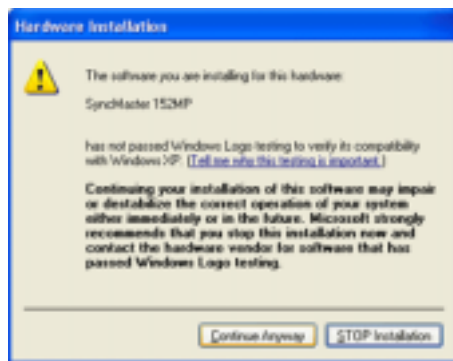 Hardware Installation
The software you are installing for this hardware:
SyncMaster 152MP
has not passed Windows Logo testing to verify its compatibility
with Windows XP. (Tell me why this testing is important.)
Continuing your installation of this software may impair
or destabilize the correct operation of your system
either immediately or in the future. Microsoft strongly
recommends that you stop this installation now and
contact the hardware vendor for software that has
passed Windows Logo testing.
Continue Anyway
STOP Installation